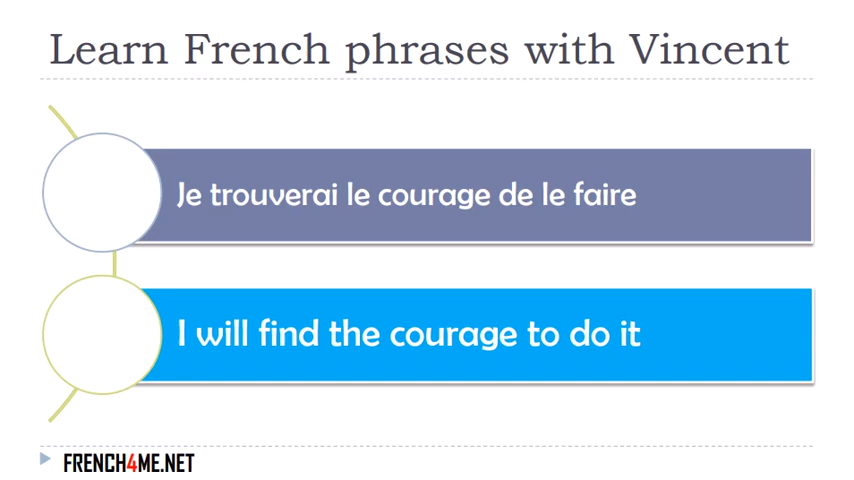 Learn French phrases with Vincent
Je trouverai le courage de le faire
I will find the courage to do it
FRENCH4ME.NET